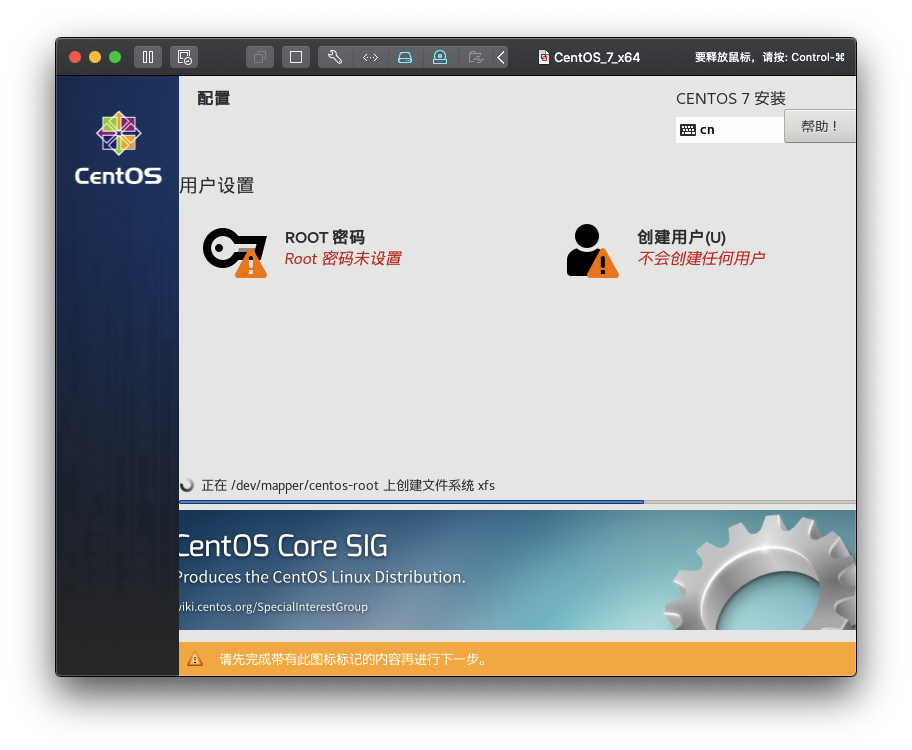 CentOS_7_x64
要释放鼠标，请按: Control-⌘
CentOS
配置
CENTOS 7 安装
cn
帮助！
用户设置
ROOT 密码
Root 密码未设置
创建用户(U)
不会创建任何用户
正在 /dev/mapper/centos-root 上创建文件系统 xfs
CentOS Core SIG
Produces the CentOS Linux Distribution.
wiki.centos.org/SpecialInterestGroup
请先完成带有此图标标记的内容再进行下一步。